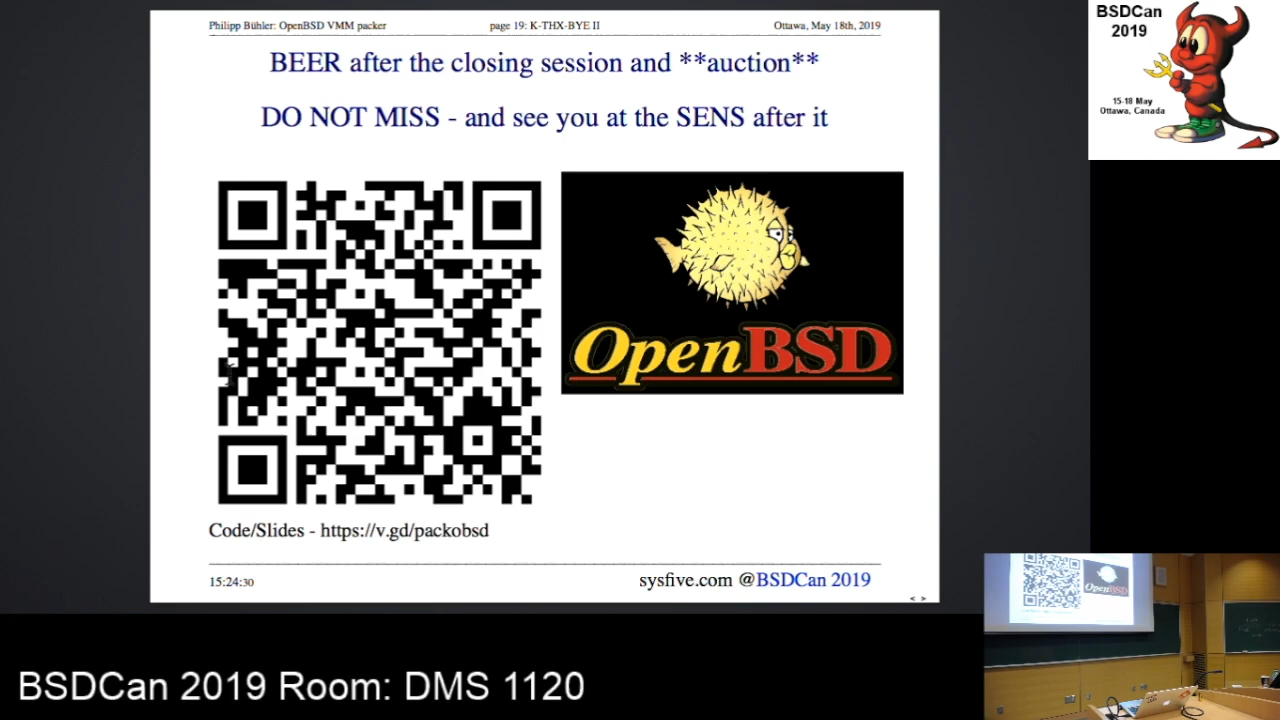 Philipp Bühler: OpenBSD VMM packer page 19: K-THX-BYE II Ottawa, May 18th, 2019
BEER after the closing session and **auction**
DO NOT MISS - and see you at the SENS after it
OpenBSD
Code/Slides - https://v.gd/packobsd
15:24:30 sysfive.com @BSDCan 2019
< >
BSDCan
2019
15-18 May
Ottawa, Canada
OpenBSD
BSDCan 2019 Room: DMS 1120